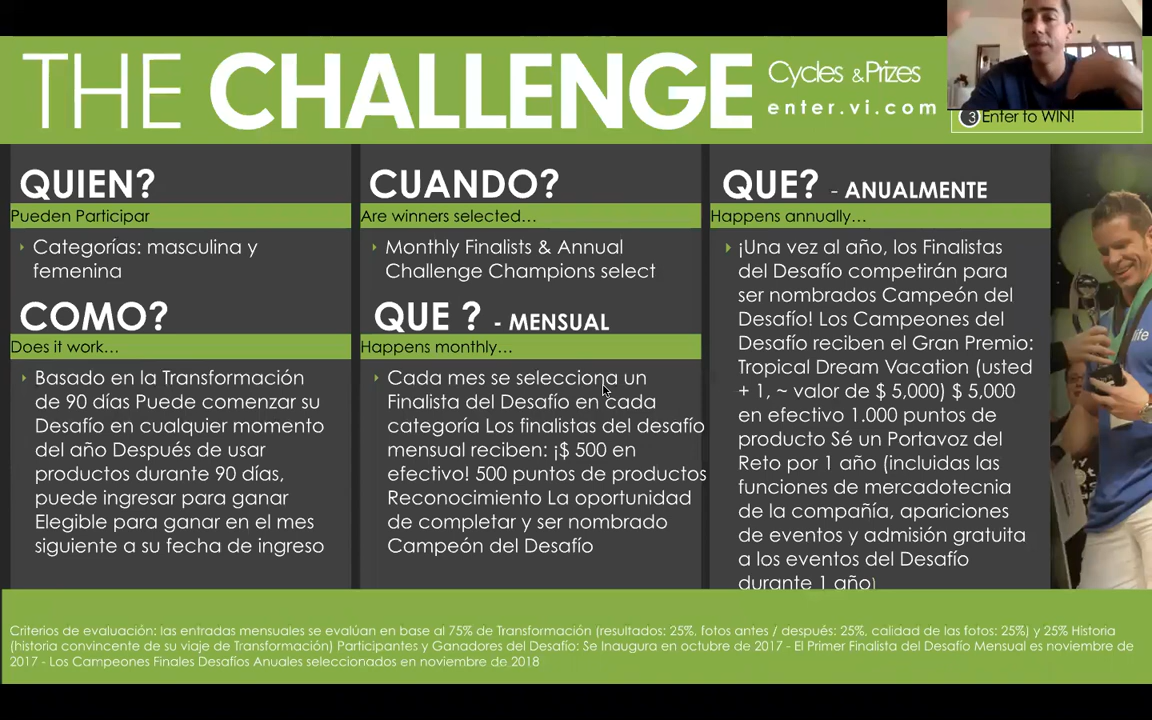 THE CHALLENGE
Cycles & Prizes
enter.vi.com
3 Enter to WIN!
QUIEN?
Pueden Participar
Categorías: masculina y
femenina
COMO?
Does it work...
Basado en la Transformación
de 90 días Puede comenzar su
Desafío en cualquier momento
del año Después de usar
productos durante 90 días,
puede ingresar para ganar
Elegible para ganar en el mes
siguiente a su fecha de ingreso
CUANDO?
Are winners selected...
Monthly Finalists & Annual
Challenge Champions select
QUE ? - MENSUAL
Happens monthly...
Cada mes se selecciona un
Finalista del Desafío en cada
categoría Los finalistas del desafío
mensual reciben: ¡$ 500 en
efectivo! 500 puntos de productos
Reconocimiento La oportunidad
de completar y ser nombrado
Campeón del Desafío
QUE? - ANUALMENTE
Happens annually...
¡Una vez al año, los Finalistas
del Desafío competirán para
ser nombrados Campeón del
Desafío! Los Campeones del
Desafío reciben el Gran Premio:
Tropical Dream Vacation (usted
+ 1, ~ valor de $ 5,000) $ 5,000
en efectivo 1.000 puntos de
producto Sé un Portavoz del
Reto por 1 año (incluidas las
funciones de mercadotecnia
de la compañía, apariciones
de eventos y admisión gratuita
a los eventos del Desafío
durante 1 año)
life
Criterios de evaluación: las entradas mensuales se evalúan en base al 75% de Transformación (resultados: 25%, fotos antes / después: 25%, calidad de las fotos: 25%) y 25% Historia
(historia convincente de su viaje de Transformación) Participantes y Ganadores del Desafío: Se Inaugura en octubre de 2017 - El Primer Finalista del Desafío Mensual es noviembre de
2017 - Los Campeones Finales Desafíos Anuales seleccionados en noviembre de 2018